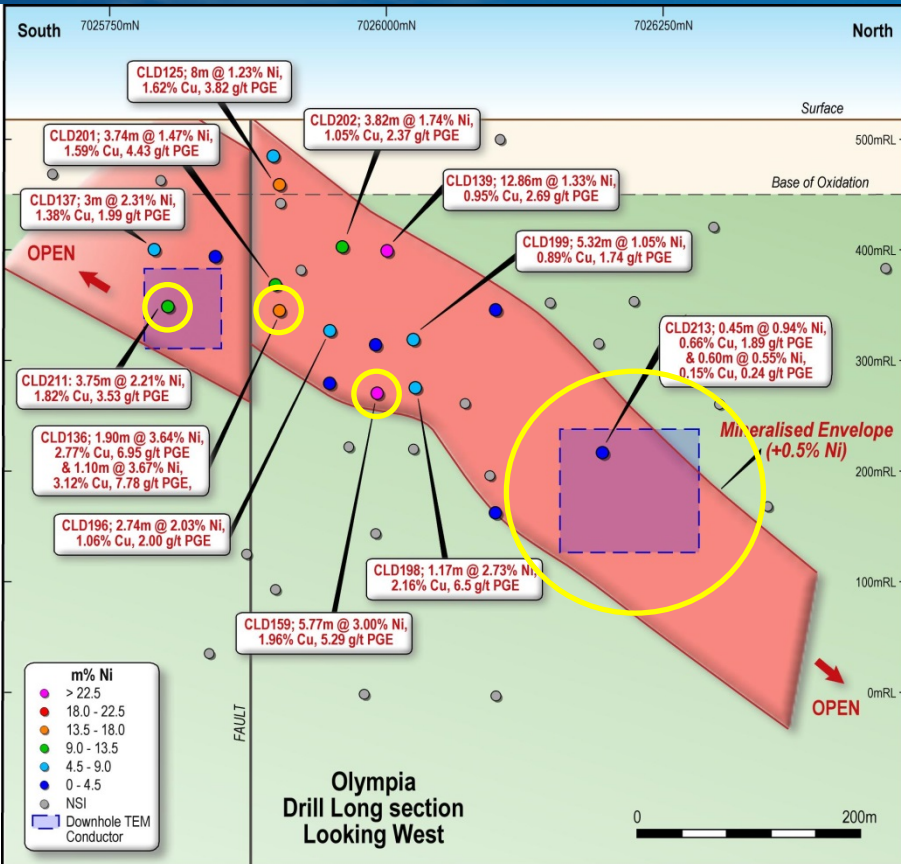 7025750mN
7026000mN
7026250mN
South
North
CLD125; 8m @ 1.23% Ni,
1.62% Cu, 3.82 g/t PGE
CLD202; 3.82m @ 1.74% Ni,
1.05% Cu, 2.37 g/t PGE
Surface
CLD201; 3.74m @ 1.47% Ni,
1.59% Cu, 4.43 g/t PGE
500mRL
CLD139; 12.86m @ 1.33% Ni,
0.95% Cu, 2.69 g/t PGE
Base of Oxidation
CLD137; 3m @ 2.31% Ni,
1.38% Cu, 1.99 g/t PGE
CLD199; 5.32m @ 1.05% Ni,
0.89% Cu, 1.74 g/t PGE
OPEN
400mRL
CLD213; 0.45m @ 0.94% Ni,
0.66% Cu, 1.89 g/t PGE
& 0.60m @ 0.55% Ni,
0.15% Cu, 0.24 g/t PGE
300mRL
CLD211: 3.75m @ 2.21% Ni,
1.82% Cu, 3.53 g/t PGE
CLD136; 1.90m @ 3.64% Ni,
2.77% Cu, 6.95 g/t PGE
& 1.10m @ 3.67% Ni,
3.12% Cu, 7.78 g/t PGE,
Mineralised Envelope
(+0.5% Ni)
200mRL
CLD196; 2.74m @ 2.03% Ni,
1.06% Cu, 2.00 g/t PGE
CLD198; 1.17m @ 2.73% Ni,
2.16% Cu, 6.5 g/t PGE
100mRL
CLD159; 5.77m @ 3.00% Ni,
1.96% Cu, 5.29 g/t PGE
0mRL
OPEN
FAULT
m% Ni
> 22.5
18.0 - 22.5
13.5 - 18.0
9.0 - 13.5
4.5 - 9.0
0 - 4.5
NSI
Downhole TEM
Conductor
Olympia
Drill Long section
Looking West
0
200m